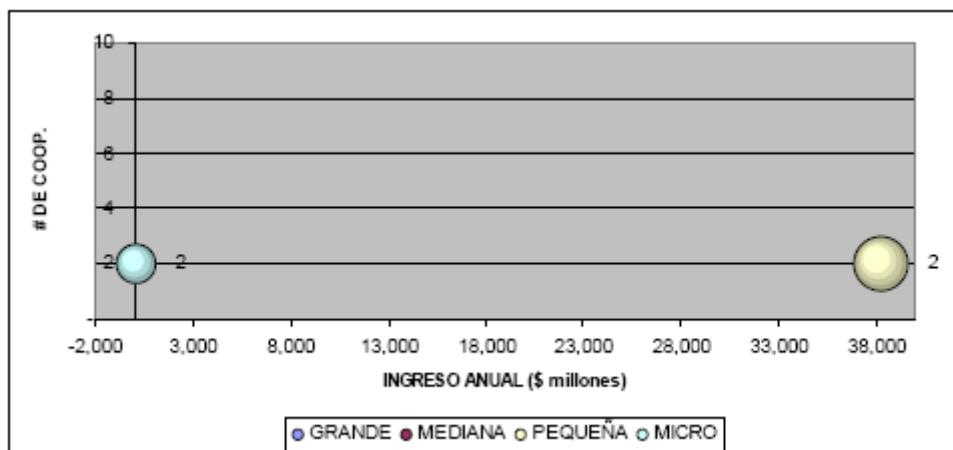 10
8
6
4
2 2 2
-
# DE COOP.
-2,000 3,000 8,000 13,000 18,000 23,000 28,000 33,000 38,000
INGRESO ANUAL ($ millones)
GRANDE MEDIANA PEQUEÑA MICRO